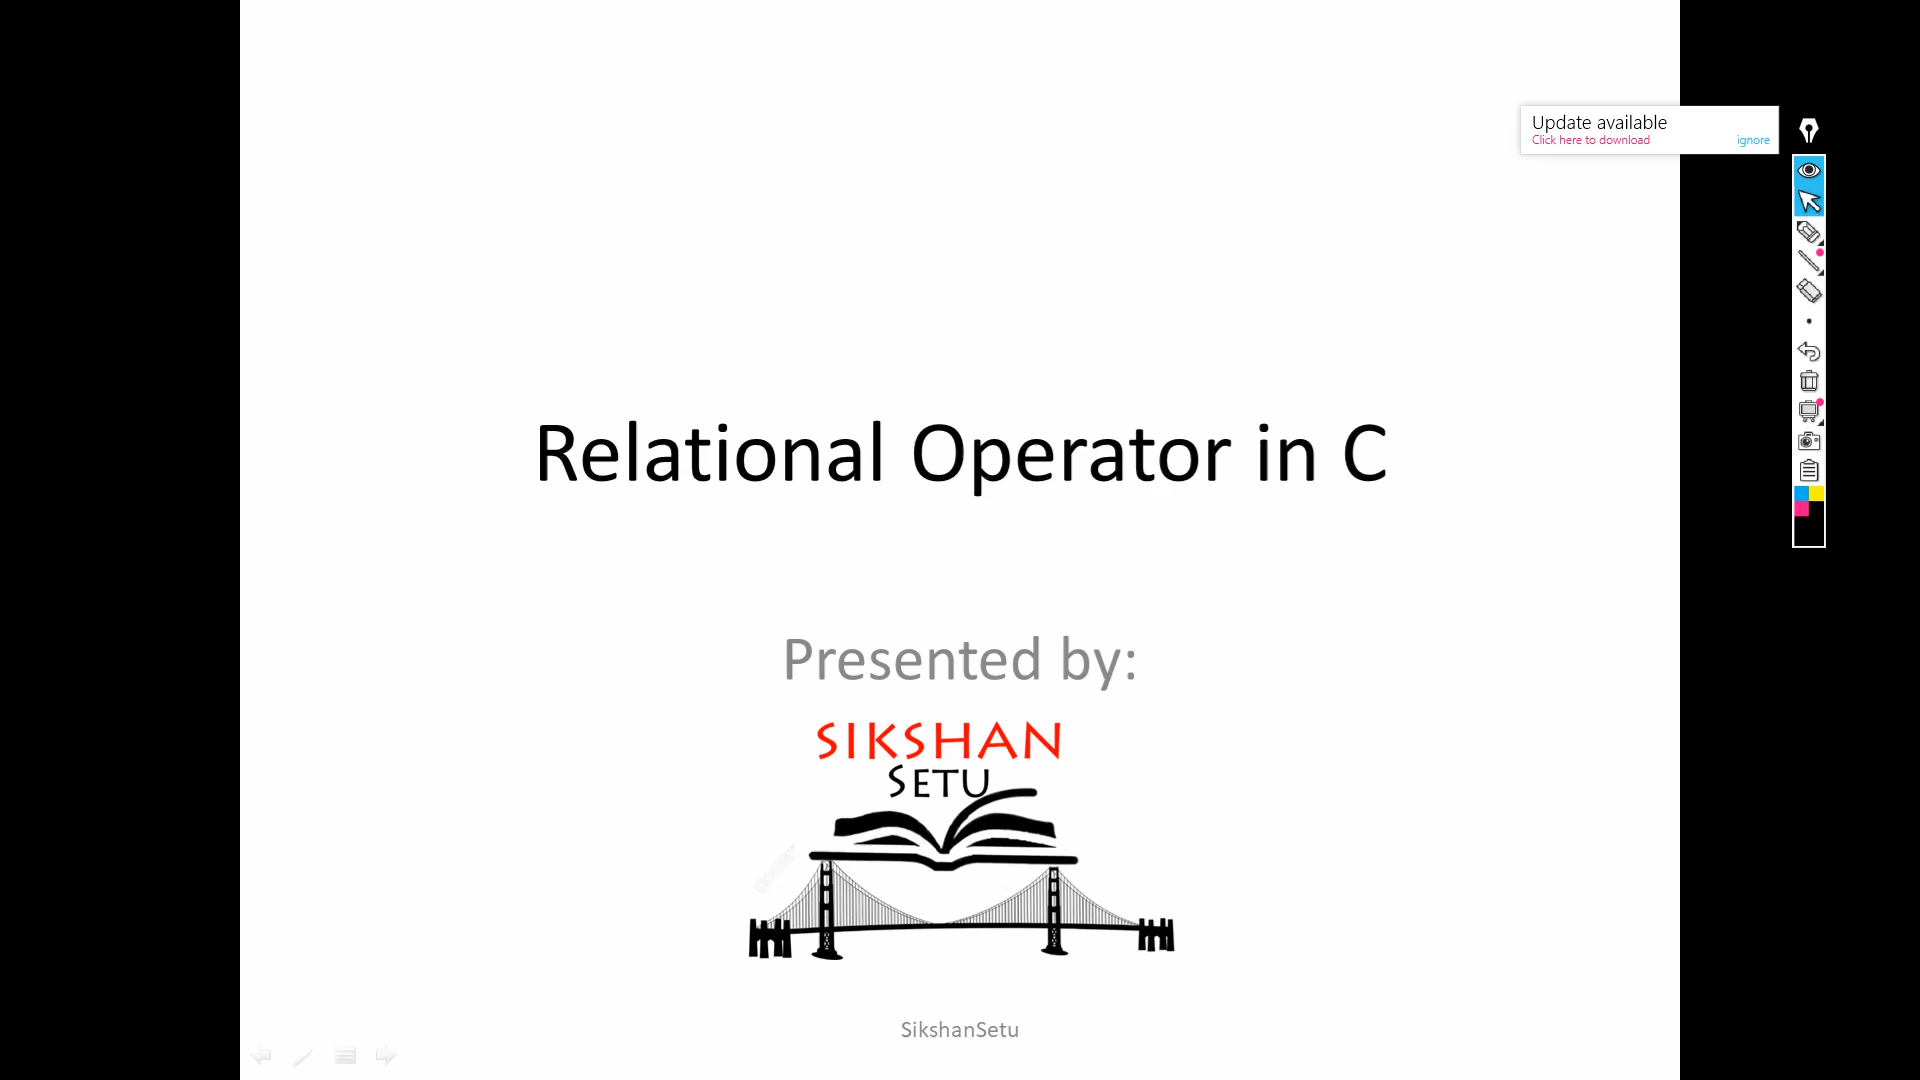 Update available
Click here to download ignore
Relational Operator in C
Presented by:
SIKSHAN
SETU
SikshanSetu